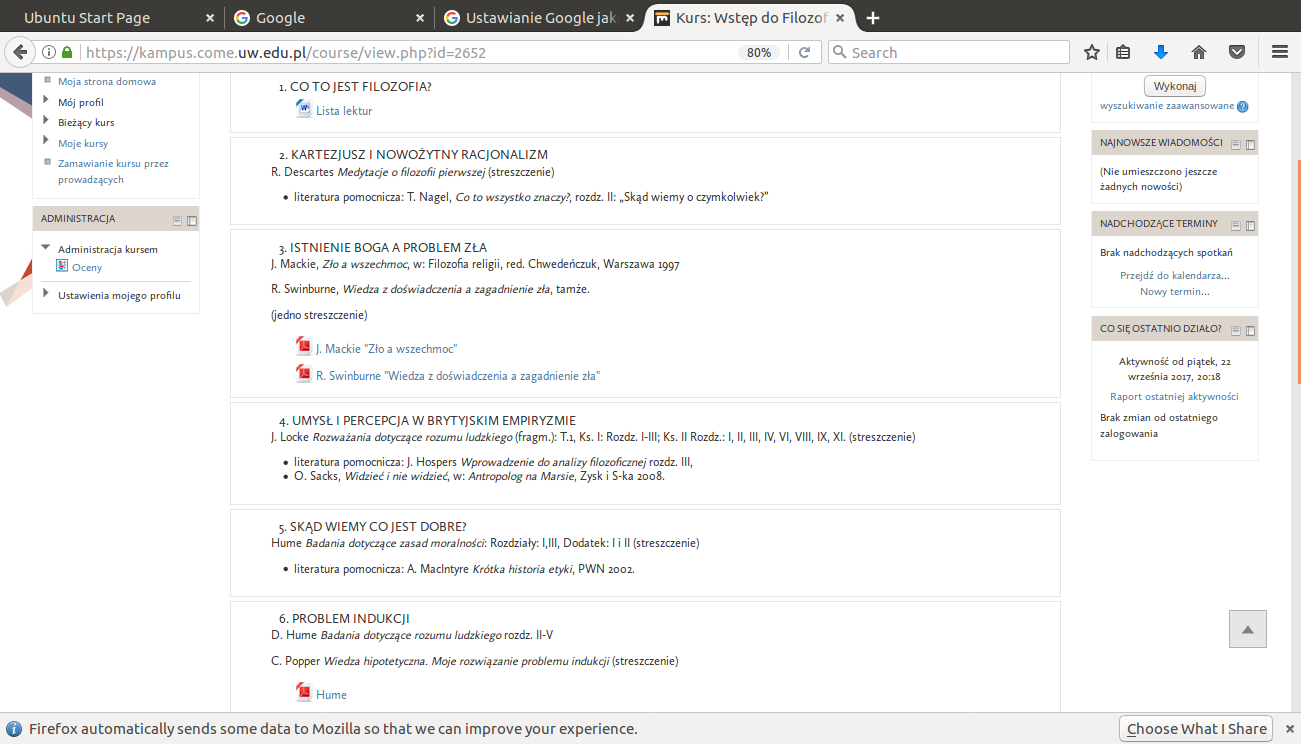 Ubuntu Start Page
Google
Ustawianie Google jak
Kurs: Wstęp do Filozof
https://kampus.come.uw.edu.pl/course/view.php?id=2652
80%
Search
Moja strona domowa
Mój profil
Bieżący kurs
Moje kursy
Zamawianie kursu przez
prowadzących
ADMINISTRACJA
Administracja kursem
Oceny
Ustawienia mojego profilu
1. CO TO JEST FILOZOFIA?
Lista lektur
2. KARTEZJUSZ I NOWOŻYTNY RACJONALIZM
R. Descartes Medytacje o filozofii pierwszej (streszczenie)
• literatura pomocnicza: T. Nagel, Co to wszystko znaczy?, rozdz. II: „Skąd wiemy o czymkolwiek?”
3. ISTNIENIE BOGA A PROBLEM ZŁA
J. Mackie, Zło a wszechmoc, w: Filozofia religii, red. Chwedeńczuk, Warszawa 1997
R. Swinburne, Wiedza z doświadczenia a zagadnienie zła, tamże.
(jedno streszczenie)
J. Mackie "Zło a wszechmoc"
R. Swinburne "Wiedza z doświadczenia a zagadnienie zła"
4. UMYSŁ I PERCEPCJA W BRYTYJSKIM EMPIRYZMIE
J. Locke Rozważania dotyczące rozumu ludzkiego (fragm.): T.1, Ks. I: Rozdz. I-III; Ks. II Rozdz.: I, II, III, IV, VI, VIII, IX, XI. (streszczenie)
• literatura pomocnicza: J. Hospers Wprowadzenie do analizy filozoficznej rozdz. III,
• O. Sacks, Widzieć i nie widzieć, w: Antropolog na Marsie, Zysk i S-ka 2008.
5. SKĄD WIEMY CO JEST DOBRE?
Hume Badania dotyczące zasad moralności: Rozdziały: I,III, Dodatek: I i II (streszczenie)
• literatura pomocnicza: A. MacIntyre Krótka historia etyki, PWN 2002.
6. PROBLEM INDUKCJI
D. Hume Badania dotyczące rozumu ludzkiego rozdz. II-V
C. Popper Wiedza hipotetyczna. Moje rozwiązanie problemu indukcji (streszczenie)
Hume
Wykonaj
wyszukiwanie zaawansowane
NAJNOWSZE WIADOMOŚCI
(Nie umieszczono jeszcze
żadnych nowości)
NADCHODZĄCE TERMINY
Brak nadchodzących spotkań
Przejdź do kalendarza...
Nowy termin...
CO SIĘ OSTATNIO DZIAŁO?
Aktywność od piątek, 22
września 2017, 20:18
Raport ostatniej aktywności
Brak zmian od ostatniego
zalogowania
Firefox automatically sends some data to Mozilla so that we can improve your experience.
Choose What I Share